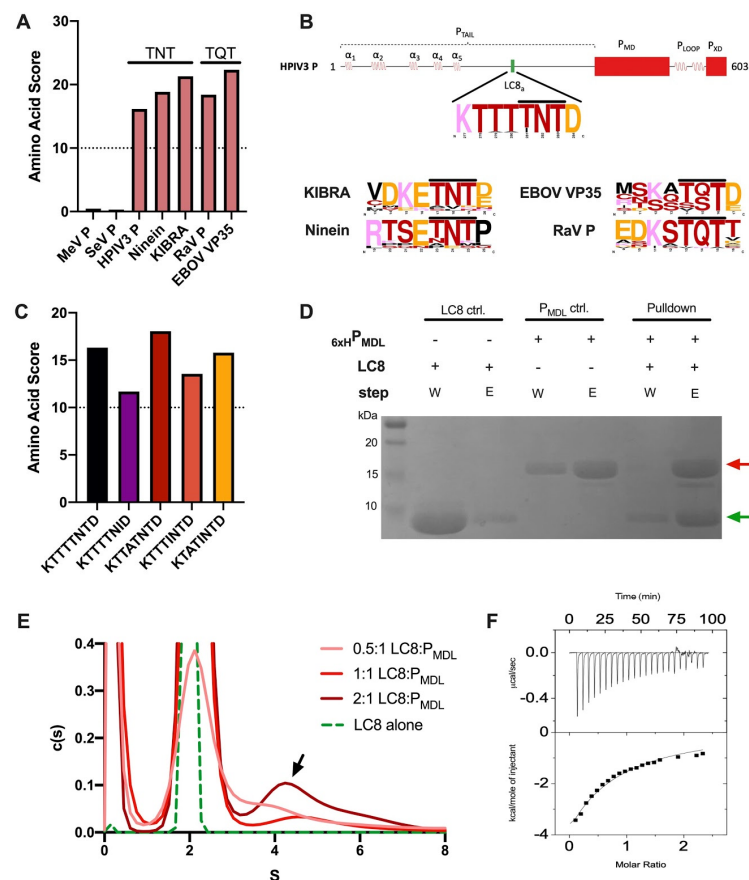 A
B
30
20
10
0
Amino Acid Score
TNT
TQT
MeV P
SeV P
HPIV3 P
Ninein
KIBRA
RaV P
EBOV VP35
PTAIL
α1
α2
α3
α4
α5
PMD
PLOOP
PXD
HPIV3 P 1
603
LC8a
KTTTTNTD
KIBRA
VDKETNTP
EBOV VP35
MSKATQTD
Ninein
RTSETNTP
RaV P
EDKSTQTT
C
20
15
10
5
0
Amino Acid Score
KTTTTNTD
KTTTTNID
KTTATNTD
KTTTINTD
KTATINTD
D
LC8 ctrl.
PMDL ctrl.
Pulldown
6xHPMDL - - + + + +
LC8 + + - - + +
step W E W E W E
kDa
20
15
10
E
0.4
0.3
0.2
0.1
0.0
c(s)
0 2 4 6 8
S
0.5:1 LC8:PMDL
1:1 LC8:PMDL
2:1 LC8:PMDL
LC8 alone
F
Time (min)
0 25 50 75 100
0.0
-0.4
0
-2
-4
µcal/sec
kcal/mole of injectant
0 1 2
Molar Ratio